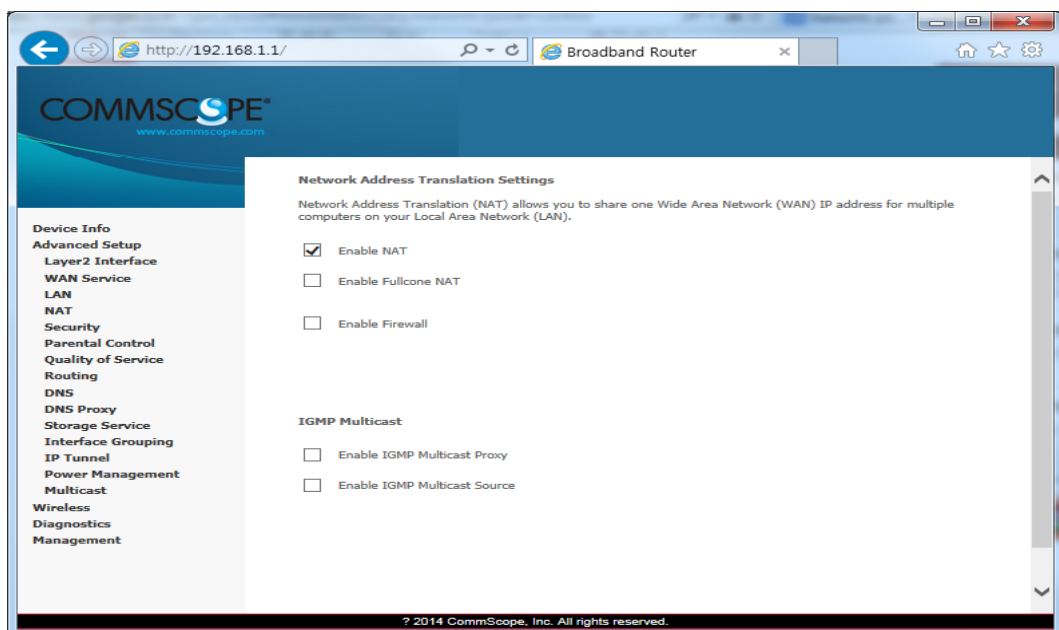 http://192.168.1.1/
Broadband Router
COMMSCOPE®
www.commscope.com
Network Address Translation Settings
Network Address Translation (NAT) allows you to share one Wide Area Network (WAN) IP address for multiple
computers on your Local Area Network (LAN).
Enable NAT
Enable Fullcone NAT
Enable Firewall
IGMP Multicast
Enable IGMP Multicast Proxy
Enable IGMP Multicast Source
Device Info
Advanced Setup
Layer2 Interface
WAN Service
LAN
NAT
Security
Parental Control
Quality of Service
Routing
DNS
DNS Proxy
Storage Service
Interface Grouping
IP Tunnel
Power Management
Multicast
Wireless
Diagnostics
Management
? 2014 CommScope, Inc. All rights reserved.